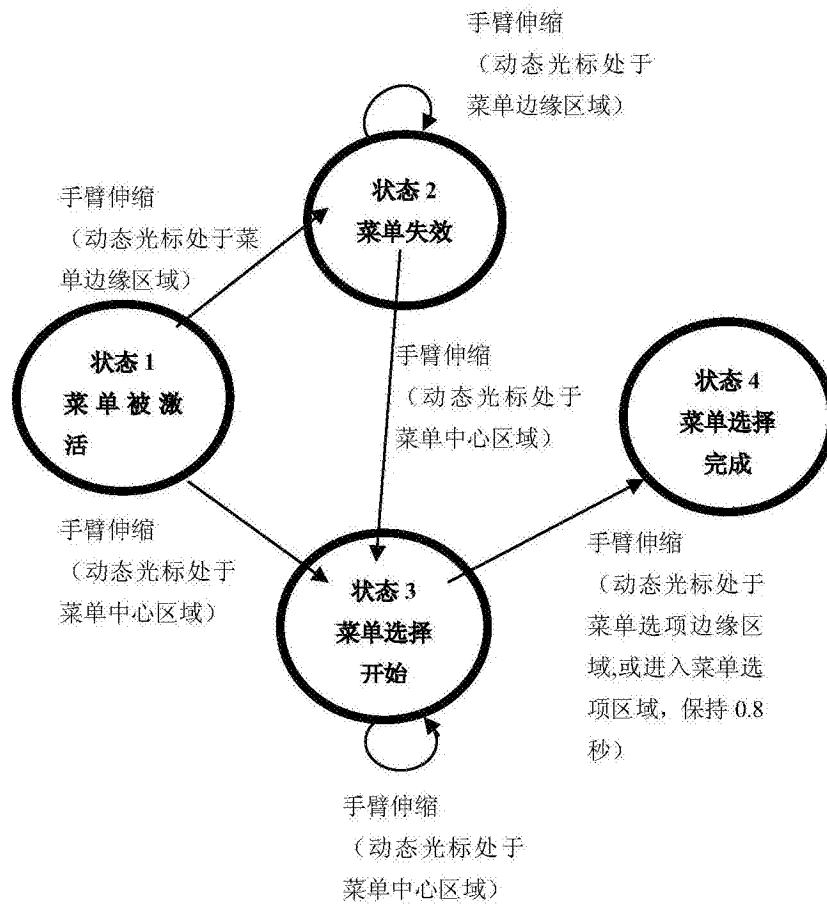 手臂伸缩
（动态光标处于
菜单边缘区域）
状态 2
菜单失效
手臂伸缩
（动态光标处于菜
单边缘区域）
状态 1
菜单被激
活
手臂伸缩
（动态光标处于
菜单中心区域）
状态 4
菜单选择
完成
手臂伸缩
（动态光标处于
菜单中心区域）
状态 3
菜单选择
开始
手臂伸缩
（动态光标处于
菜单选项边缘区
域,或进入菜单选
项区域，保持 0.8
秒）
手臂伸缩
（动态光标处于
菜单中心区域）